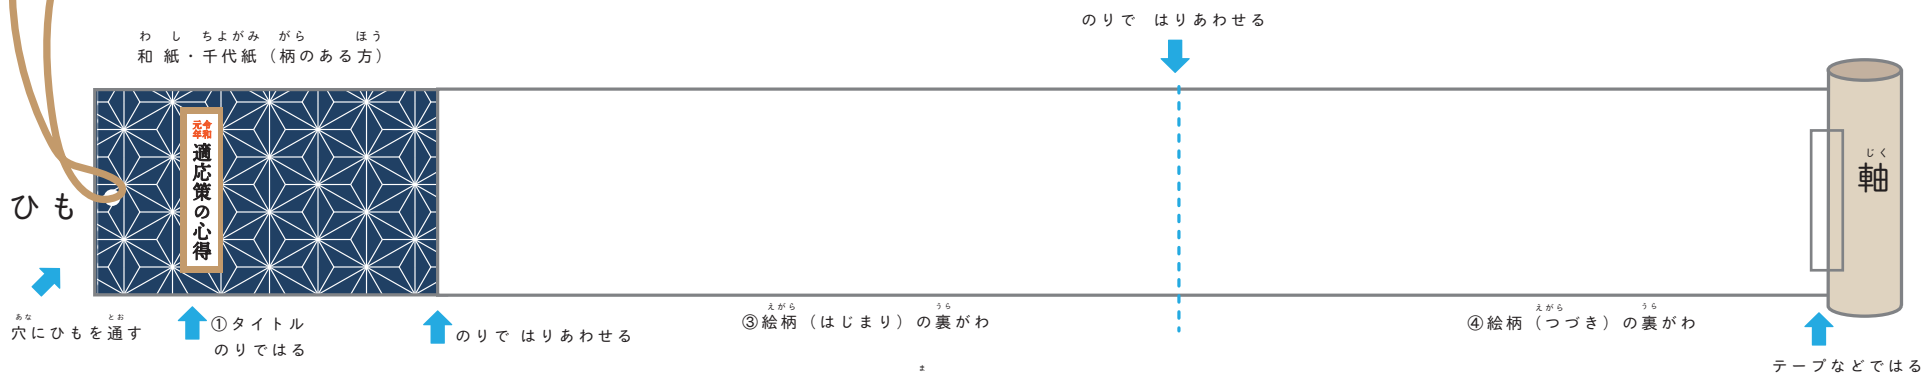 のりで はりあわせる
わ し ちよがみ がら ほう
和紙・千代紙（柄のある方）
令和
元年
適応策の心得
じく
軸
ひも
あな とお
穴にひもを通す
①タイトル
のりではる
のりで はりあわせる
えがら うら
③絵柄（はじまり）の裏がわ
えがら うら
④絵柄（つづき）の裏がわ
テープなどではる
ま